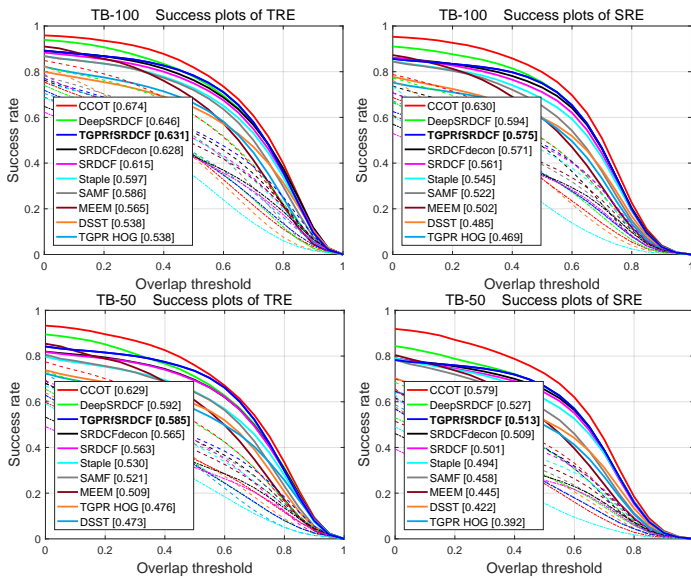 TB-100 Success plots of TRE
Success rate
1
0.8
0.6
0.4
0.2
0
CCOT [0.674]
DeepSRDCF [0.646]
TGPRfSRDCF [0.631]
SRDCFdecon [0.628]
SRDCF [0.615]
Staple [0.597]
SAMF [0.586]
MEEM [0.565]
DSST [0.538]
TGPR HOG [0.538]
0 0.2 0.4 0.6 0.8 1
Overlap threshold
TB-100 Success plots of SRE
Success rate
1
0.8
0.6
0.4
0.2
0
CCOT [0.630]
DeepSRDCF [0.594]
TGPRfSRDCF [0.575]
SRDCFdecon [0.571]
SRDCF [0.561]
Staple [0.545]
SAMF [0.522]
MEEM [0.502]
DSST [0.485]
TGPR HOG [0.469]
0 0.2 0.4 0.6 0.8 1
Overlap threshold
TB-50 Success plots of TRE
Success rate
1
0.8
0.6
0.4
0.2
0
CCOT [0.629]
DeepSRDCF [0.592]
TGPRfSRDCF [0.585]
SRDCFdecon [0.565]
SRDCF [0.563]
Staple [0.530]
SAMF [0.521]
MEEM [0.509]
TGPR HOG [0.476]
DSST [0.473]
0 0.2 0.4 0.6 0.8 1
Overlap threshold
TB-50 Success plots of SRE
Success rate
1
0.8
0.6
0.4
0.2
0
CCOT [0.579]
DeepSRDCF [0.527]
TGPRfSRDCF [0.513]
SRDCFdecon [0.509]
SRDCF [0.501]
Staple [0.494]
SAMF [0.458]
MEEM [0.445]
DSST [0.422]
TGPR HOG [0.392]
0 0.2 0.4 0.6 0.8 1
Overlap threshold